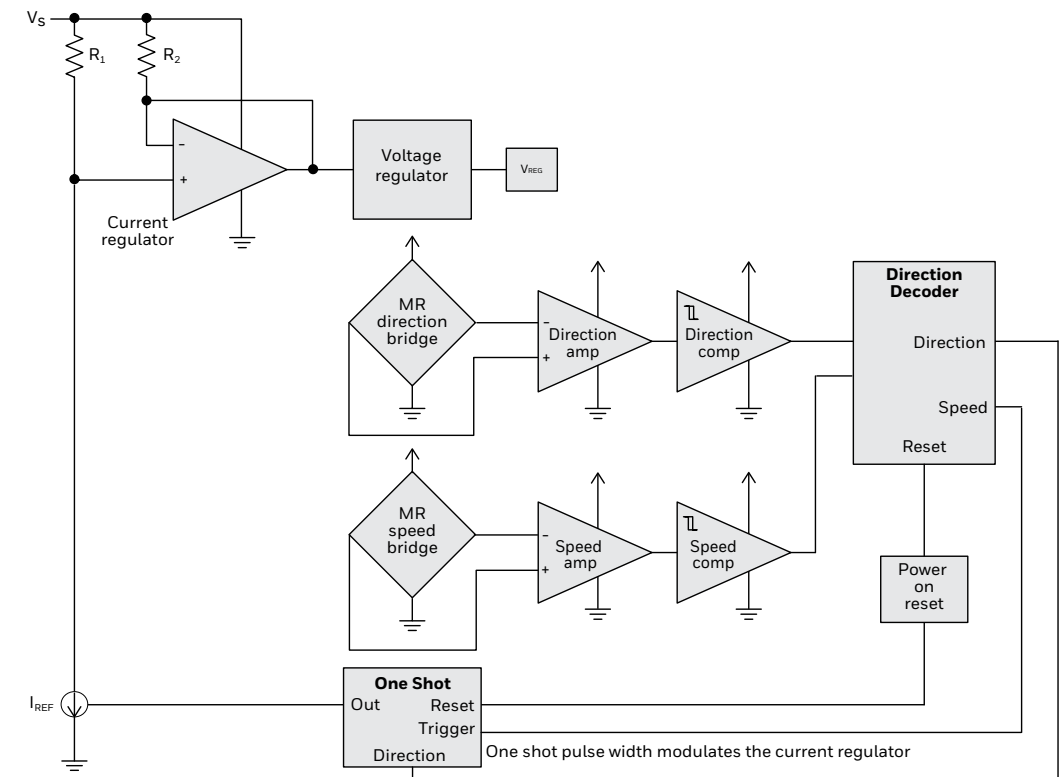 Vs
R1
R2
-
+
Current
regulator
Voltage
regulator
VREG
MR
direction
bridge
-
+
Direction
amp
Direction
comp
Direction
Decoder
Direction
Speed
Reset
MR
speed
bridge
-
+
Speed
amp
Speed
comp
Power
on
reset
IREF
One Shot
Out
Reset
Trigger
Direction
One shot pulse width modulates the current regulator